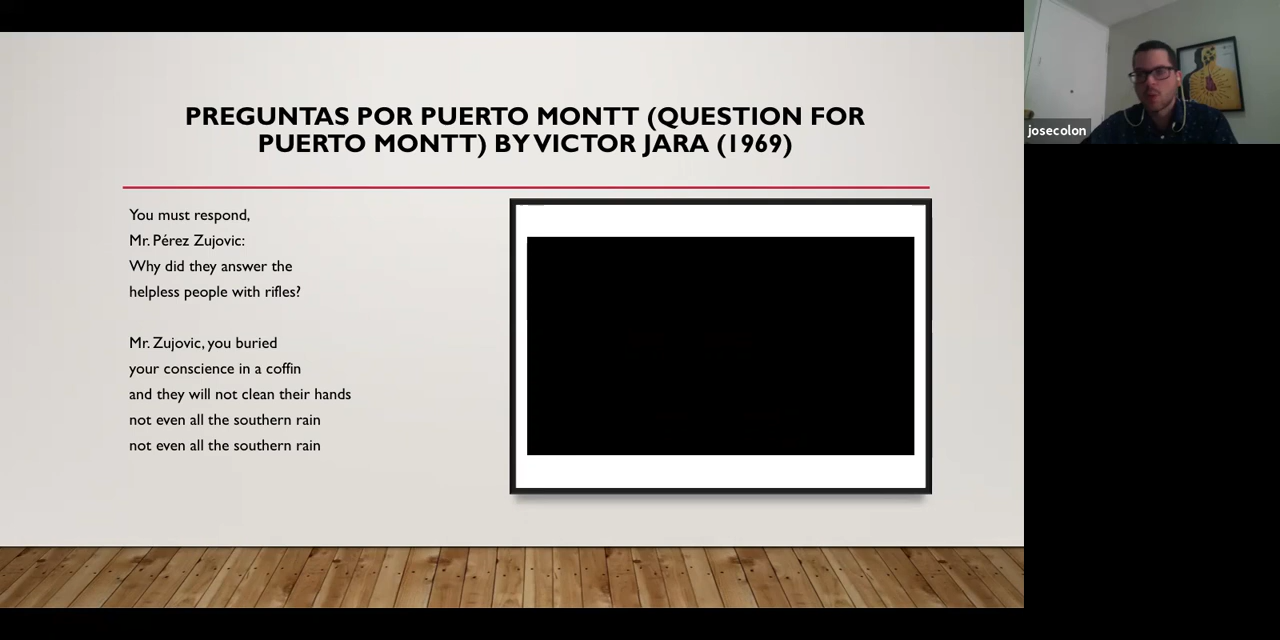 PREGUNTAS POR PUERTO MONTT (QUESTION FOR
PUERTO MONTT) BY VICTOR JARA (1969)
You must respond,
Mr. Pérez Zujovic:
Why did they answer the
helpless people with rifles?
Mr. Zujovic, you buried
your conscience in a coffin
and they will not clean their hands
not even all the southern rain
not even all the southern rain
josecolon